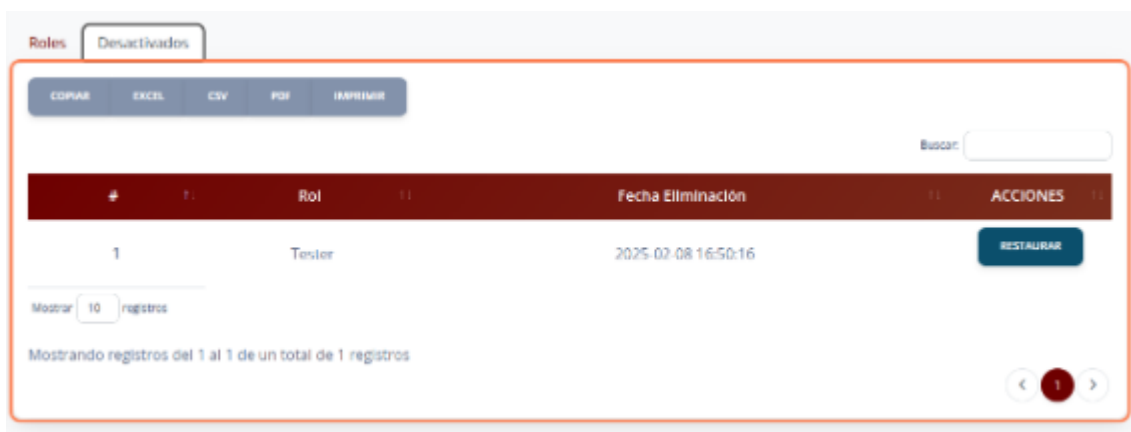 Roles Desactivados
COPIAR EXCEL CSV PDF IMPRIMIR
Buscar:
# Rol Fecha Eliminación ACCIONES
1 Tester 2025-02-08 16:50:16 RESTAURAR
Mostrar 10 registros
Mostrando registros del 1 al 1 de un total de 1 registros
1